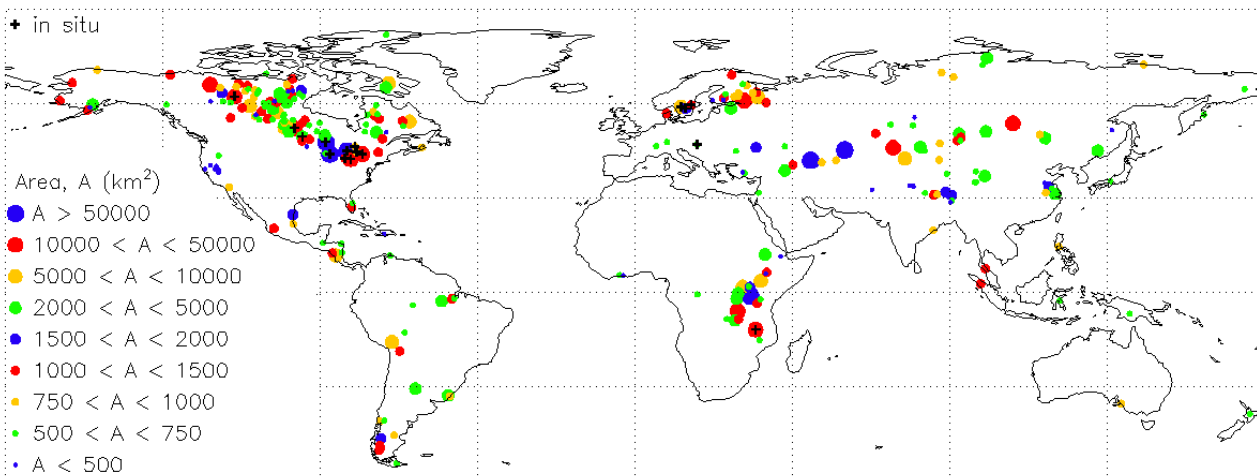 + in situ
Area, A (km²)
A > 50000
10000 < A < 50000
5000 < A < 10000
2000 < A < 5000
1500 < A < 2000
1000 < A < 1500
750 < A < 1000
500 < A < 750
A < 500